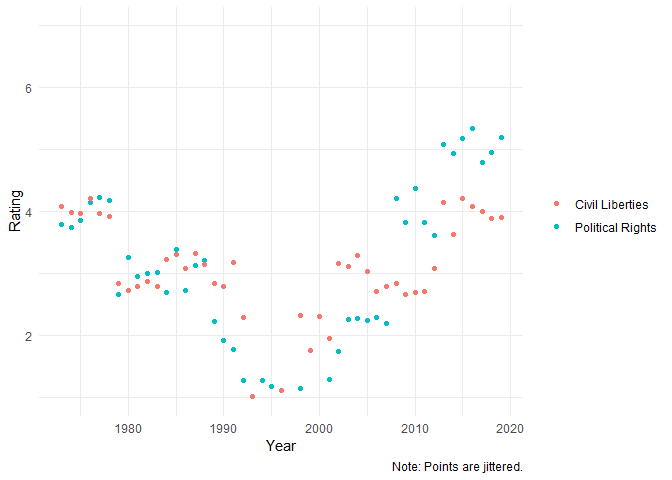 6
4
2
Rating
1980 1990 2000 2010 2020
Year
Civil Liberties
Political Rights
Note: Points are jittered.